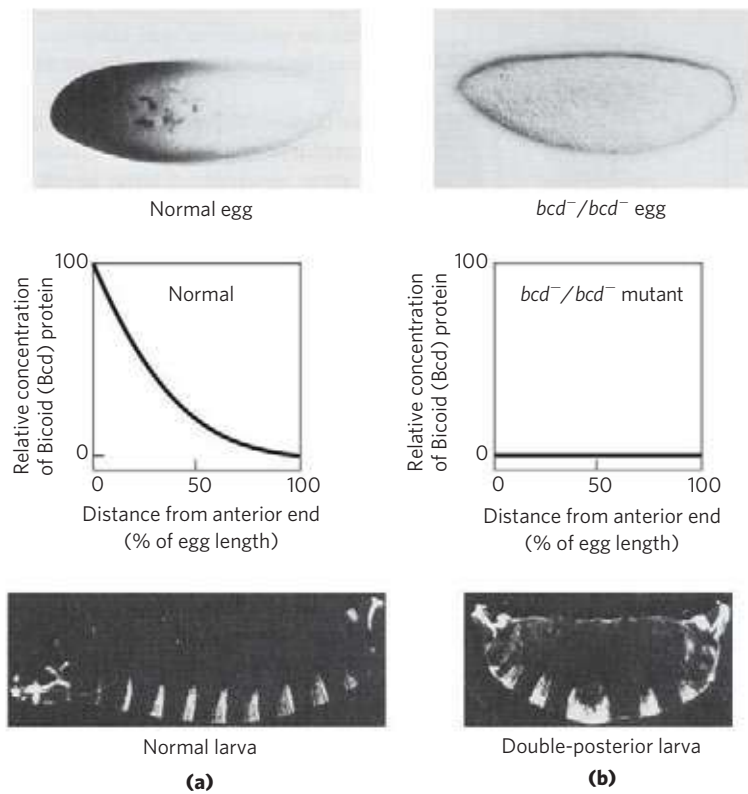 Normal egg
bcd⁻/bcd⁻ egg
100
Normal
Relative concentration
of Bicoid (Bcd) protein
0
0
50
100
Distance from anterior end
(% of egg length)
100
bcd⁻/bcd⁻ mutant
Relative concentration
of Bicoid (Bcd) protein
0
0
50
100
Distance from anterior end
(% of egg length)
Normal larva
(a)
Double-posterior larva
(b)